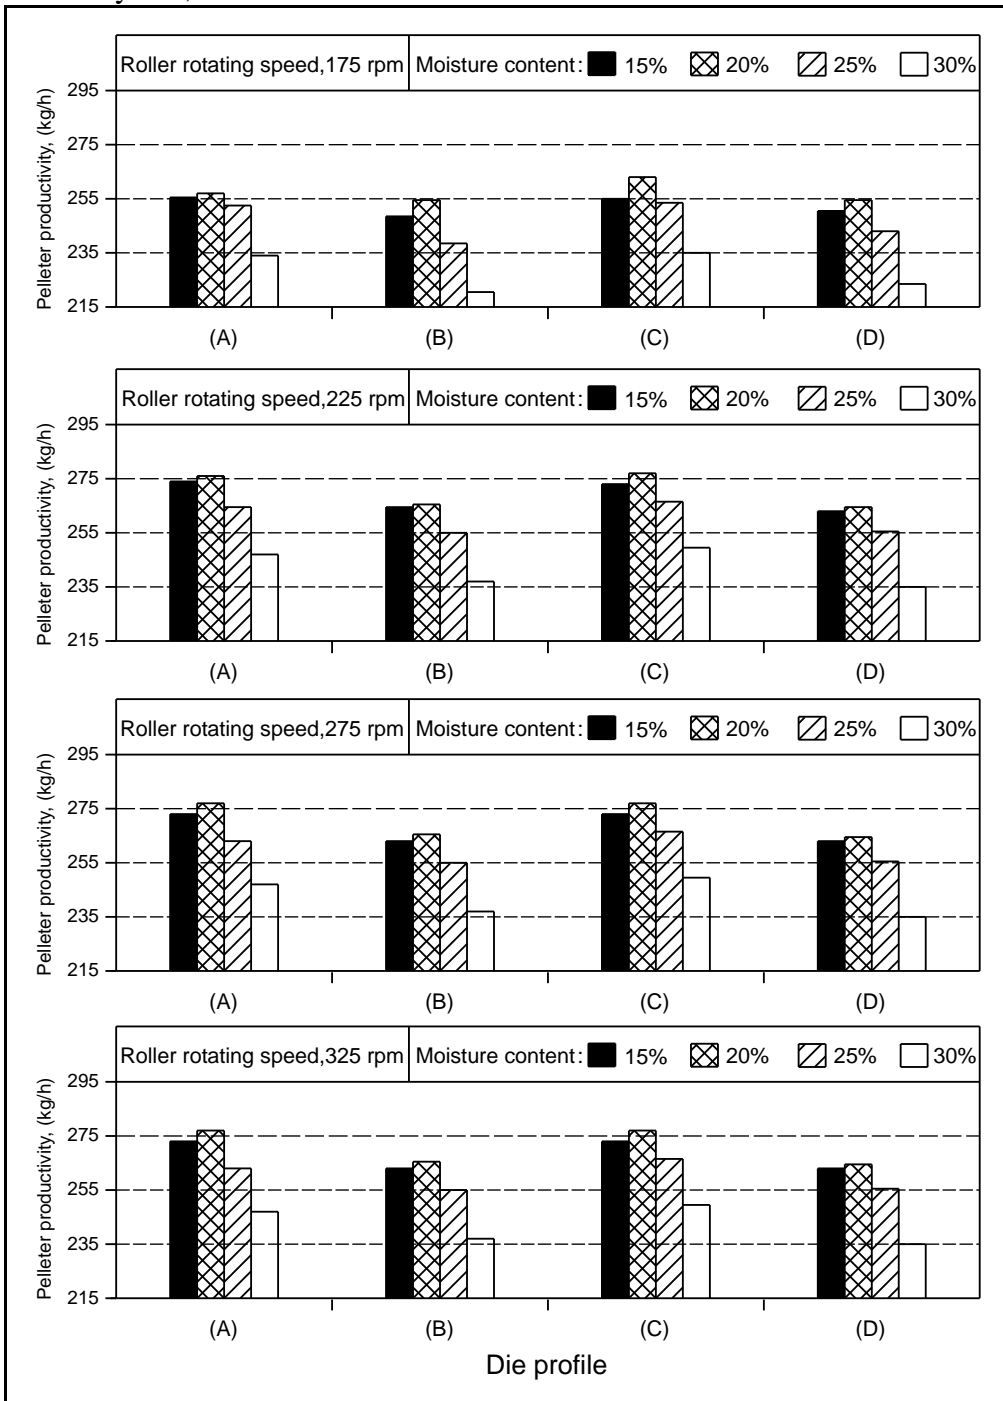 Roller rotating speed,175 rpm Moisture content: 15% 20% 25% 30%
Pelleter productivity, (kg/h)
295
275
255
235
215
(A) (B) (C) (D)
Roller rotating speed,225 rpm Moisture content: 15% 20% 25% 30%
Pelleter productivity, (kg/h)
295
275
255
235
215
(A) (B) (C) (D)
Roller rotating speed,275 rpm Moisture content: 15% 20% 25% 30%
Pelleter productivity, (kg/h)
295
275
255
235
215
(A) (B) (C) (D)
Roller rotating speed,325 rpm Moisture content: 15% 20% 25% 30%
Pelleter productivity, (kg/h)
295
275
255
235
215
(A) (B) (C) (D)
Die profile